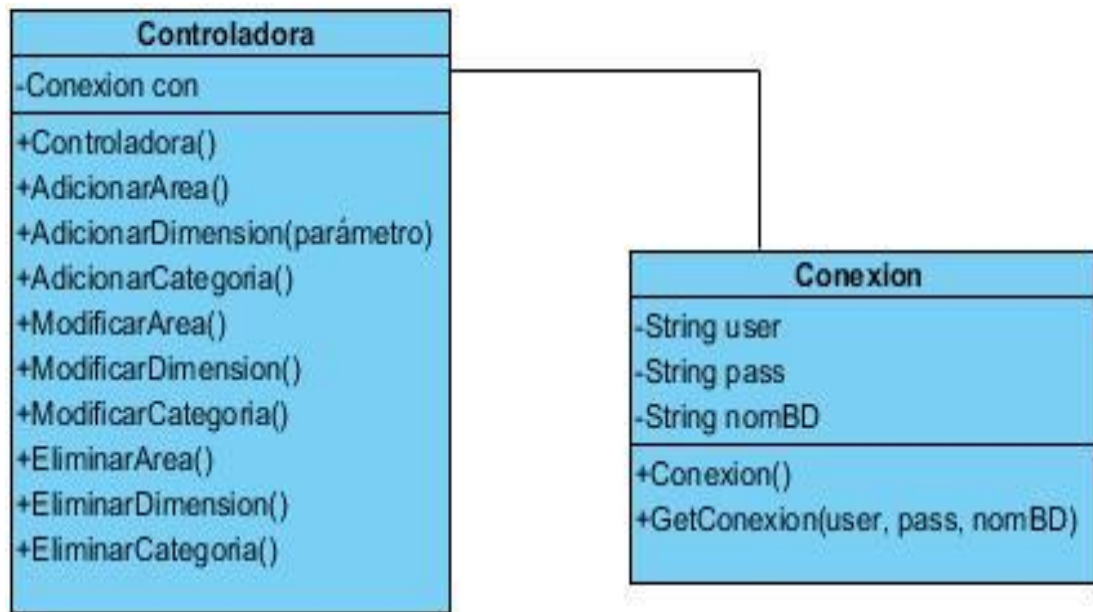 Controladora
-Conexion con
+Controladora()
+AdicionarArea()
+AdicionarDimension(parámetro)
+AdicionarCategoria()
+ModificarArea()
+ModificarDimension()
+ModificarCategoria()
+EliminarArea()
+EliminarDimension()
+EliminarCategoria()
Conexion
-String user
-String pass
-String nomBD
+Conexion()
+GetConexion(user, pass, nomBD)